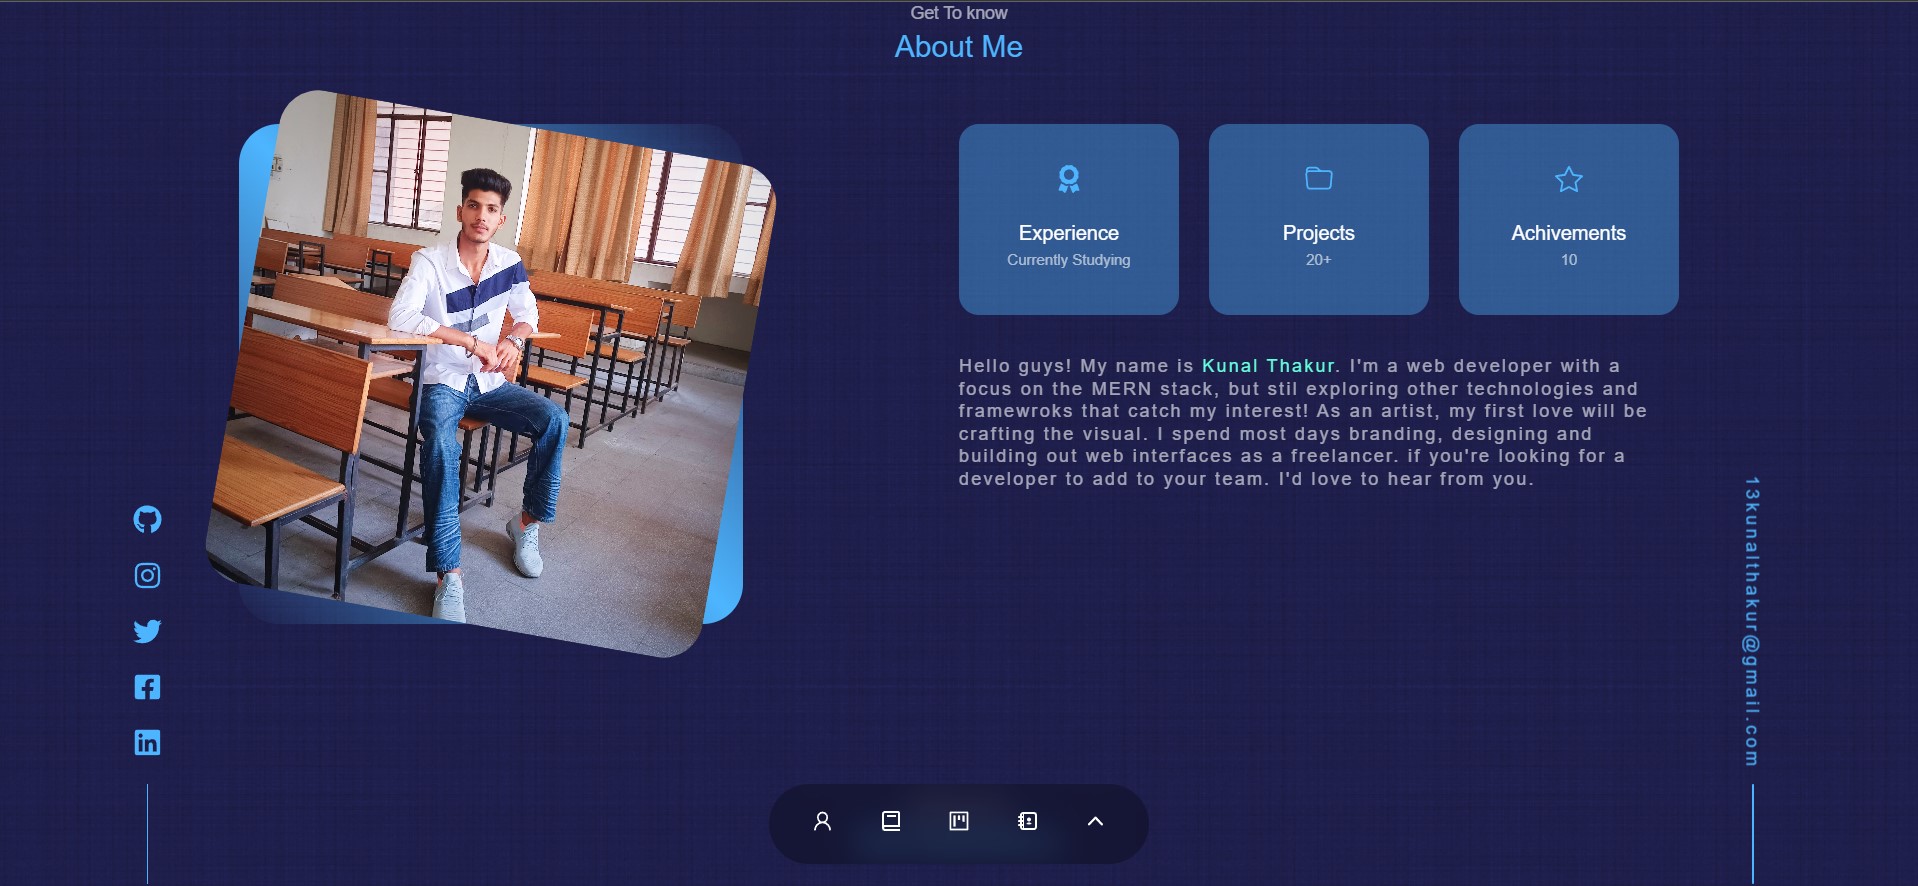 Get To know
About Me
Experience
Currently Studying
Projects
20+
Achivements
10
Hello guys! My name is Kunal Thakur. I'm a web developer with a
focus on the MERN stack, but stil exploring other technologies and
framewroks that catch my interest! As an artist, my first love will be
crafting the visual. I spend most days branding, designing and
building out web interfaces as a freelancer. if you're looking for a
developer to add to your team. I'd love to hear from you.
13kunalthakur@gmail.com